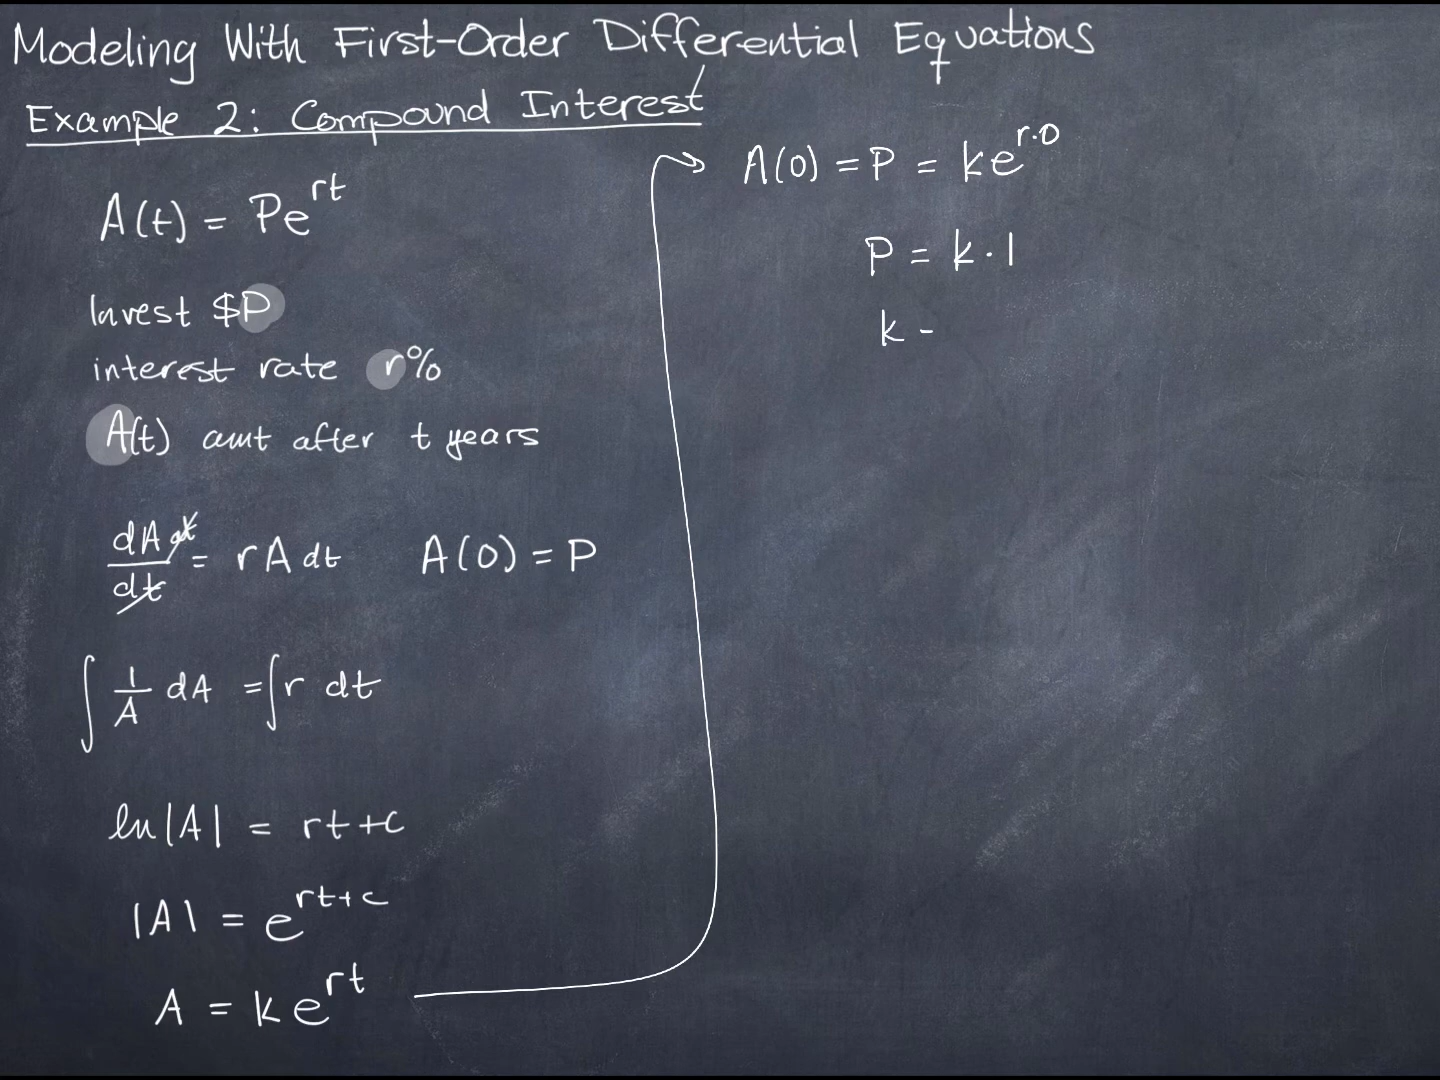 Modeling With First-Order Differential Equations
Example 2: Compound Interest
A(t) = Pe^rt
Invest $P
interest rate r%
A(t) amt after t years
dA/dt dt = rA dt A(0) = P
∫ 1/A dA = ∫ r dt
ln|A| = rt+c
|A| = e^rt+c
A = ke^rt
A(0) = P = ke^r·0
P = k·1
k -